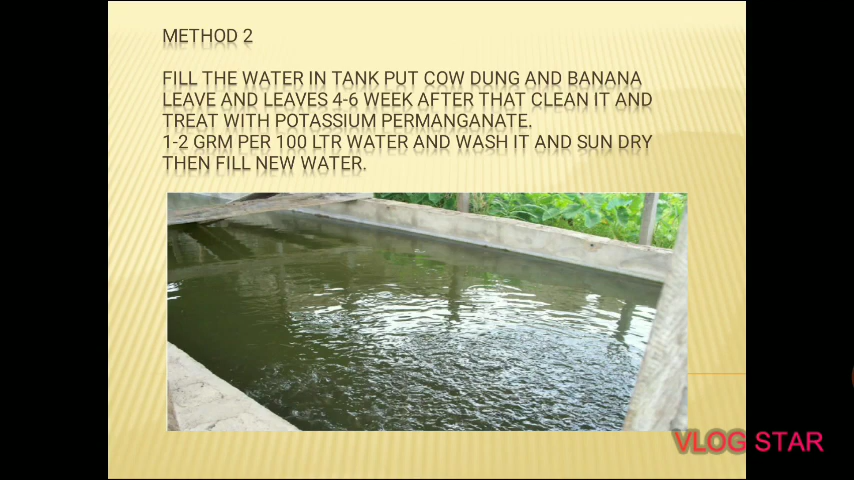 METHOD 2
FILL THE WATER IN TANK PUT COW DUNG AND BANANA
LEAVE AND LEAVES 4-6 WEEK AFTER THAT CLEAN IT AND
TREAT WITH POTASSIUM PERMANGANATE.
1-2 GRM PER 100 LTR WATER AND WASH IT AND SUN DRY
THEN FILL NEW WATER.
VLOG STAR